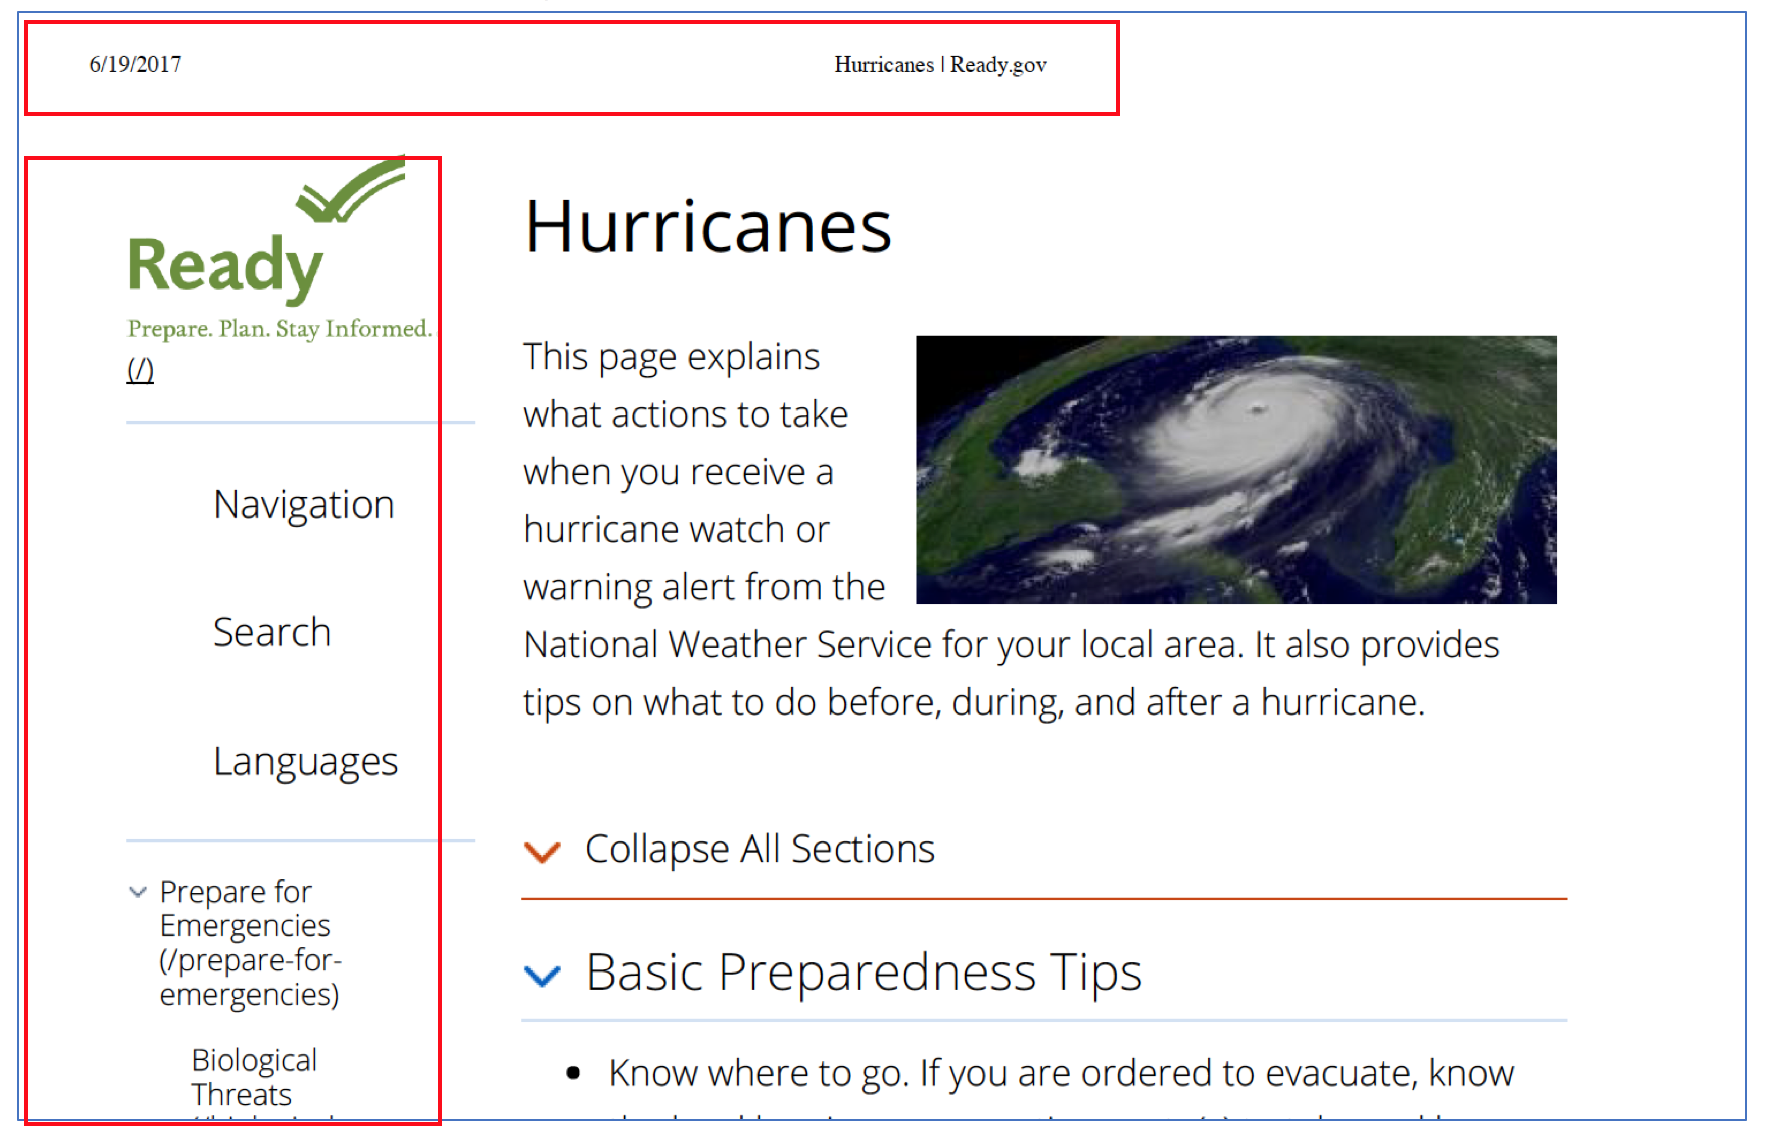 6/19/2017
Hurricanes | Ready.gov
Ready
Prepare. Plan. Stay Informed.
(/)
Navigation
Search
Languages
Prepare for
Emergencies
(/prepare-for-
emergencies)
Biological
Threats
Hurricanes
This page explains
what actions to take
when you receive a
hurricane watch or
warning alert from the
National Weather Service for your local area. It also provides
tips on what to do before, during, and after a hurricane.
Collapse All Sections
Basic Preparedness Tips
• Know where to go. If you are ordered to evacuate, know